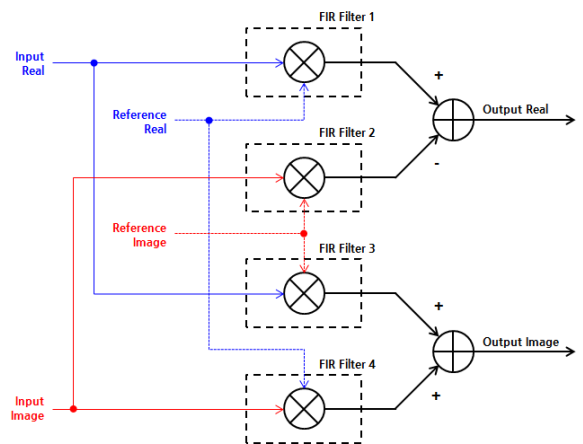 FIR Filter 1
Input
Real
+
Reference
Real
Output Real
FIR Filter 2
-
Reference
Image
FIR Filter 3
+
Output Image
FIR Filter 4
+
Input
Image